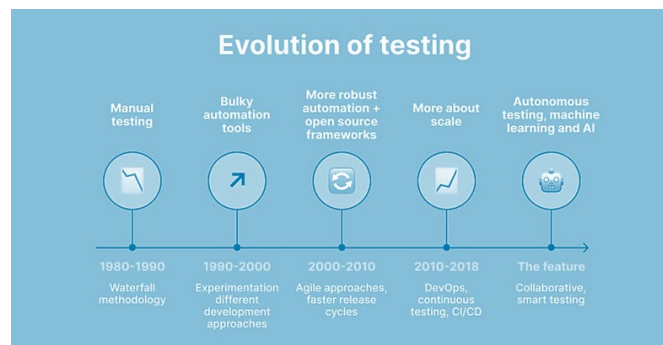 Evolution of testing
Manual
testing
Bulky
automation
tools
More robust
automation +
open source
frameworks
More about
scale
Autonomous
testing, machine
learning and AI
1980-1990
Waterfall
methodology
1990-2000
Experimentation
different
development
approaches
2000-2010
Agile approaches,
faster release
cycles
2010-2018
DevOps,
continuous
testing, CI/CD
The feature
Collaborative,
smart testing